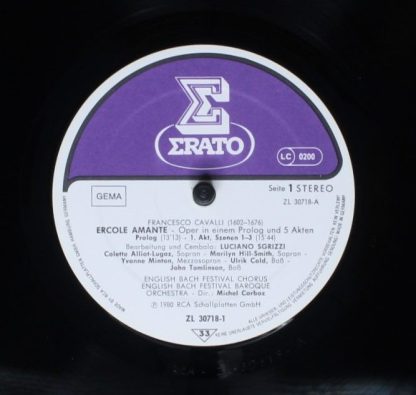 ΣRATO
LC 0200
GEMA
Seite 1 STEREO
ZL 30718-A
FRANCESCO CAVALLI (1602-1676)
ERCOLE AMANTE - Oper in einem Prolog und 5 Akten
Prolog (13'13) - 1. Akt, Szenen 1-3 (15'44)
Bearbeitung und Cembalo: LUCIANO SGRIZZI
Colette Alliot-Lugaz, Sopran - Marilyn Hill-Smith, Sopran -
Yvonne Minton, Mezzosopran - Ulrik Cold, Baß -
John Tomlinson, Baß
ENGLISH BACH FESTIVAL CHORUS
ENGLISH BACH FESTIVAL BAROQUE
ORCHESTRA - Dir.: Michel Corboz
Ⓟ 1980 RCA Schallplatten GmbH
ZL 30718-1
33